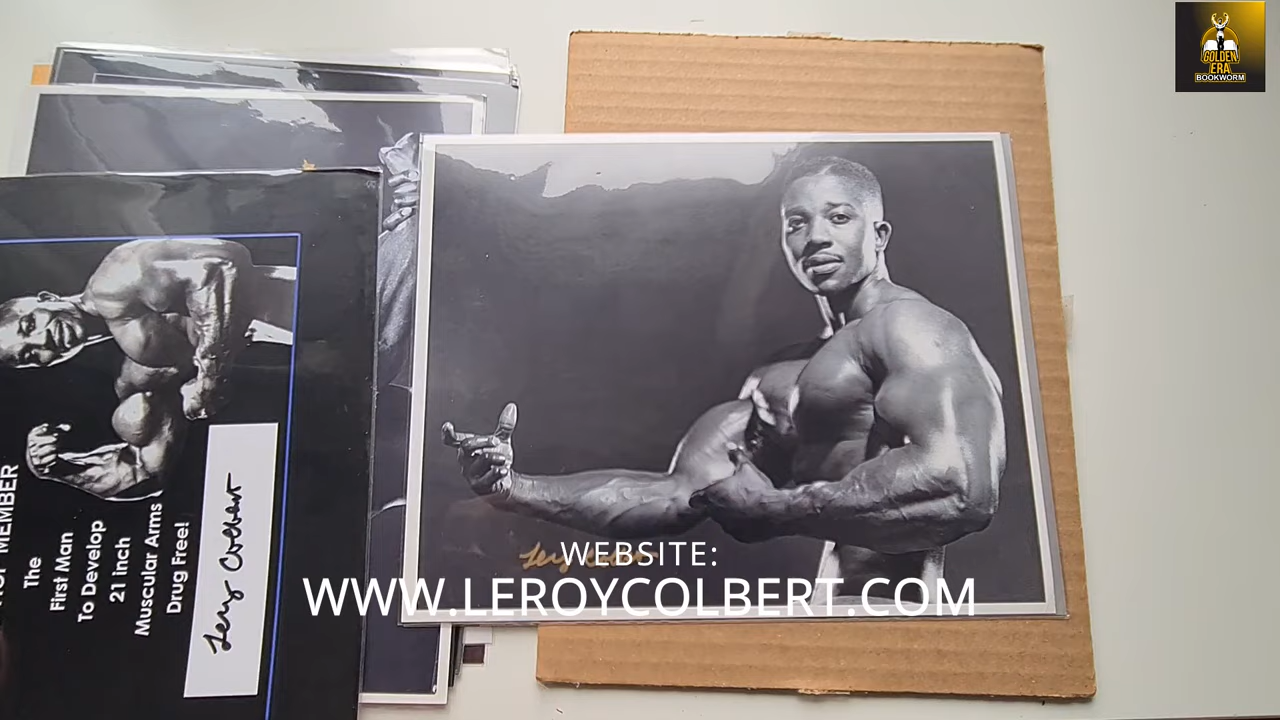 GOLDEN
ERA
BOOKWORM
MEMBER
The
First Man
To Develop
21 inch
Muscular Arms
Drug Free!
Leroy Colbert
WEBSITE:
WWW.LEROYCOLBERT.COM